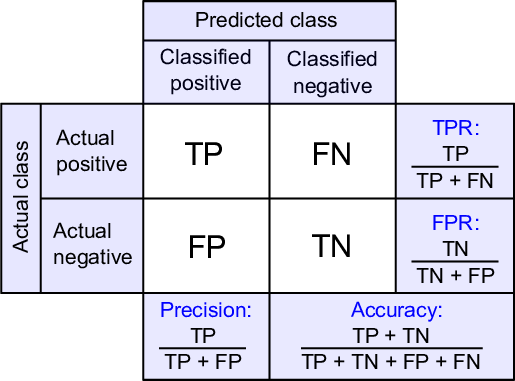 Predicted class
Classified
positive
Classified
negative
Actual class
Actual
positive
TP
FN
TPR:
TP
TP + FN
Actual
negative
FP
TN
FPR:
TN
TN + FP
Precision:
TP
TP + FP
Accuracy:
TP + TN
TP + TN + FP + FN